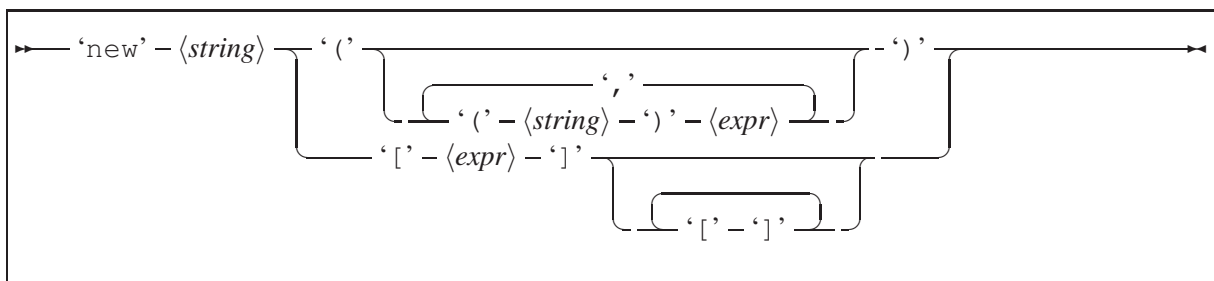 ‘new’ ⟨string⟩ ‘(’ ‘)’
‘,’
‘(’ ⟨string⟩ ‘)’ ⟨expr⟩
‘[’ ⟨expr⟩ ‘]’
‘[’ ‘]’